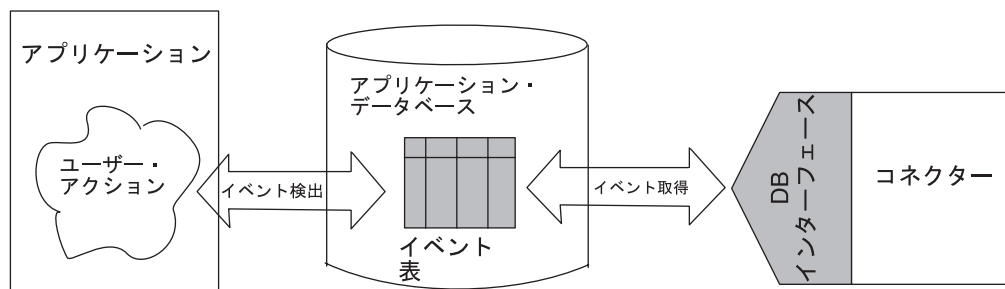 アプリケーション
ユーザー・
アクション
イベント検出
アプリケーション・
データベース
イベント
表
イベント取得
DB
インターフェース
コネクター